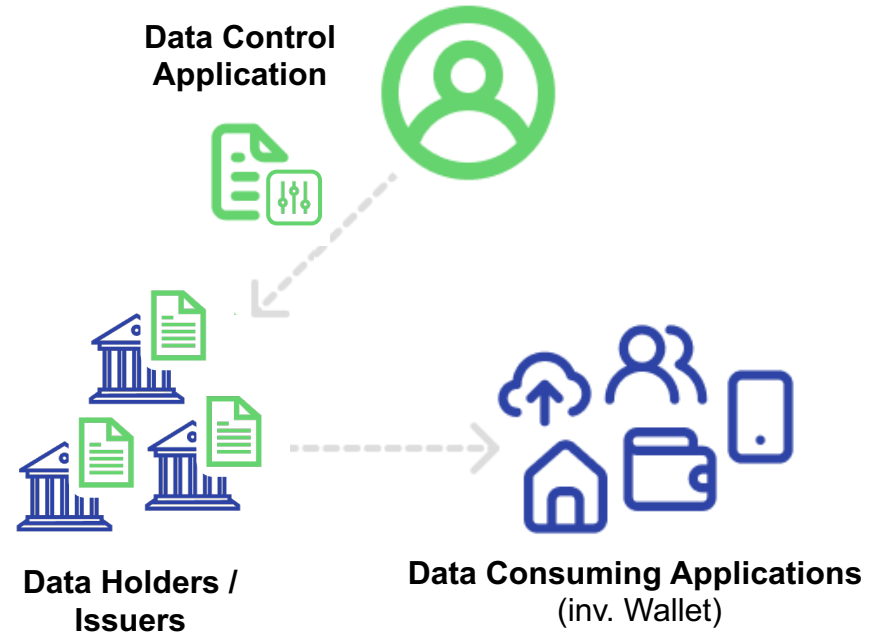 Data Control
Application
Data Holders /
Issuers
Data Consuming Applications
(inv. Wallet)